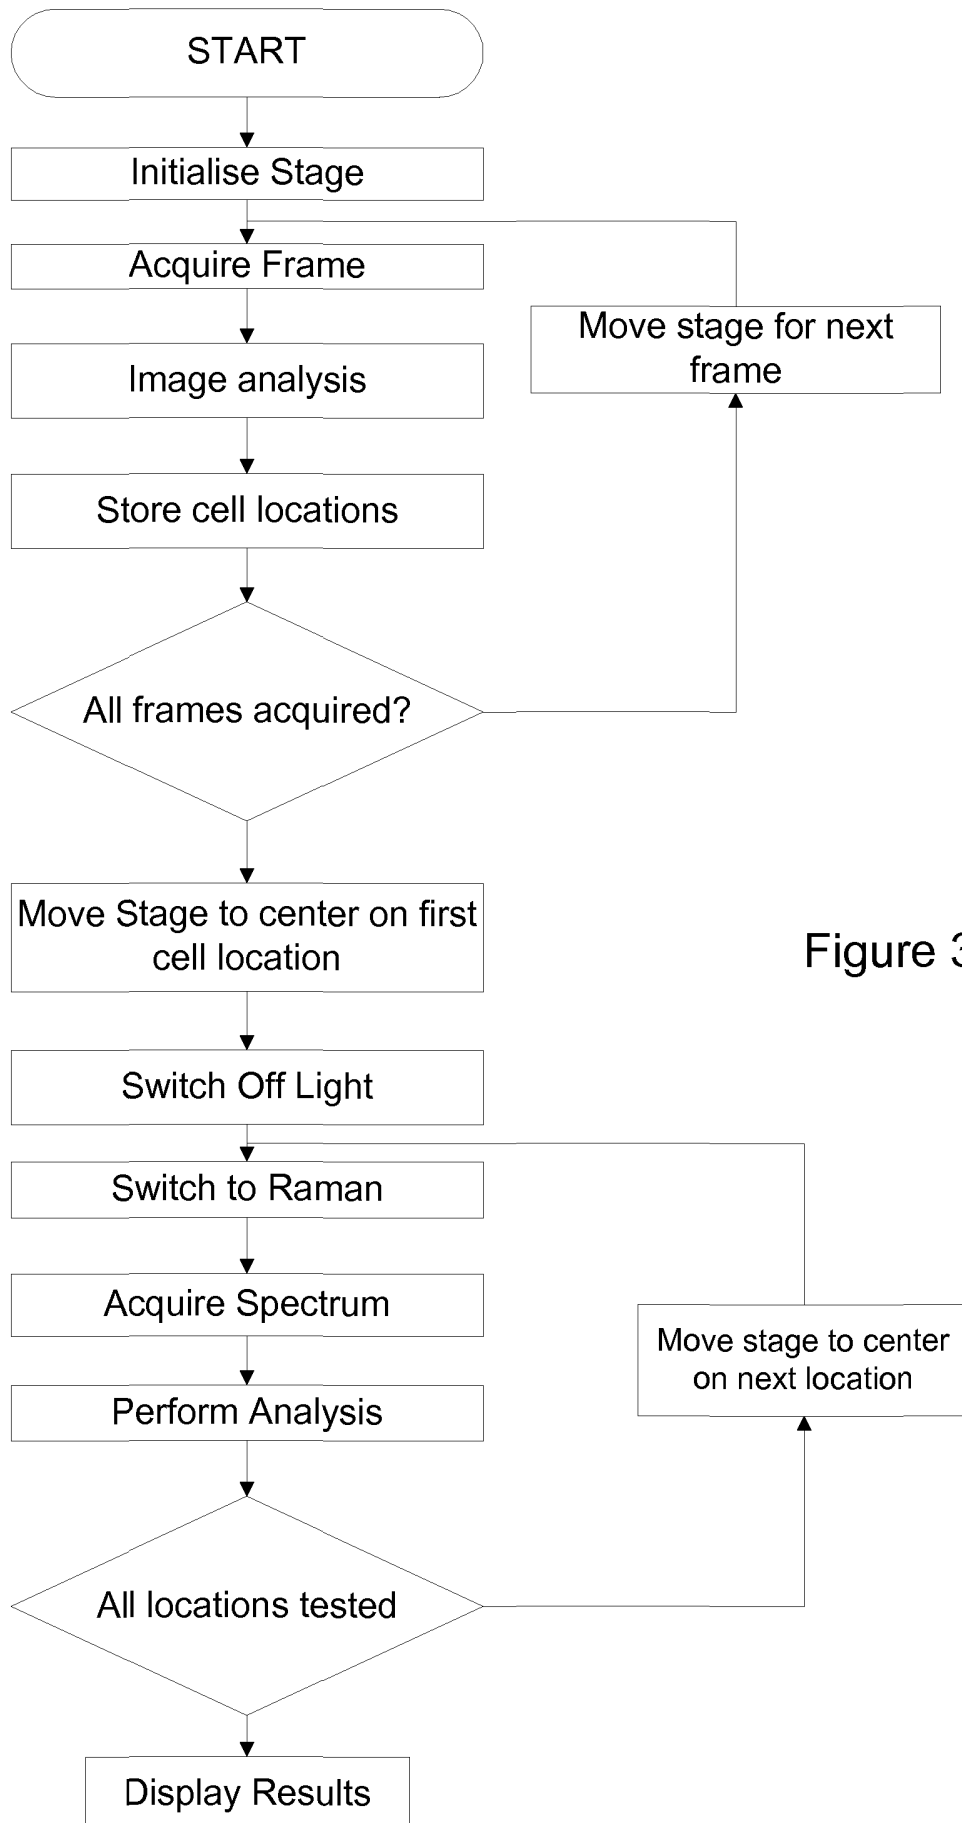 START
Initialise Stage
Acquire Frame
Move stage for next
frame
Image analysis
Store cell locations
All frames acquired?
Move Stage to center on first
cell location
Figure 3
Switch Off Light
Switch to Raman
Acquire Spectrum
Move stage to center
on next location
Perform Analysis
All locations tested
Display Results